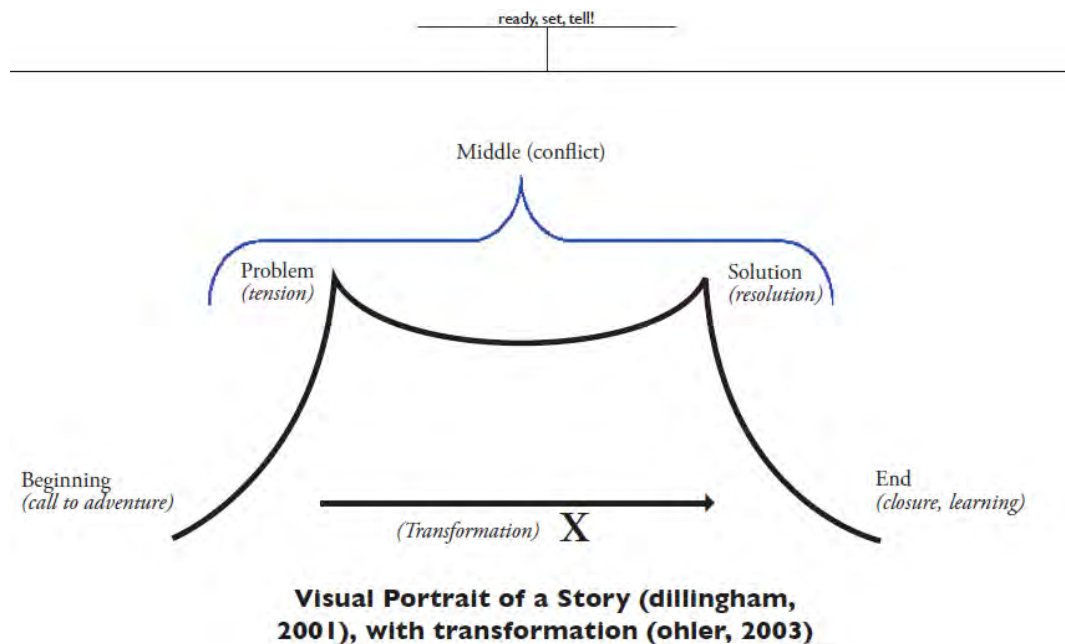 ready, set, tell!
Middle (conflict)
Problem
(tension)
Solution
(resolution)
Beginning
(call to adventure)
End
(closure, learning)
(Transformation) X
Visual Portrait of a Story (dillingham,
2001), with transformation (ohler, 2003)